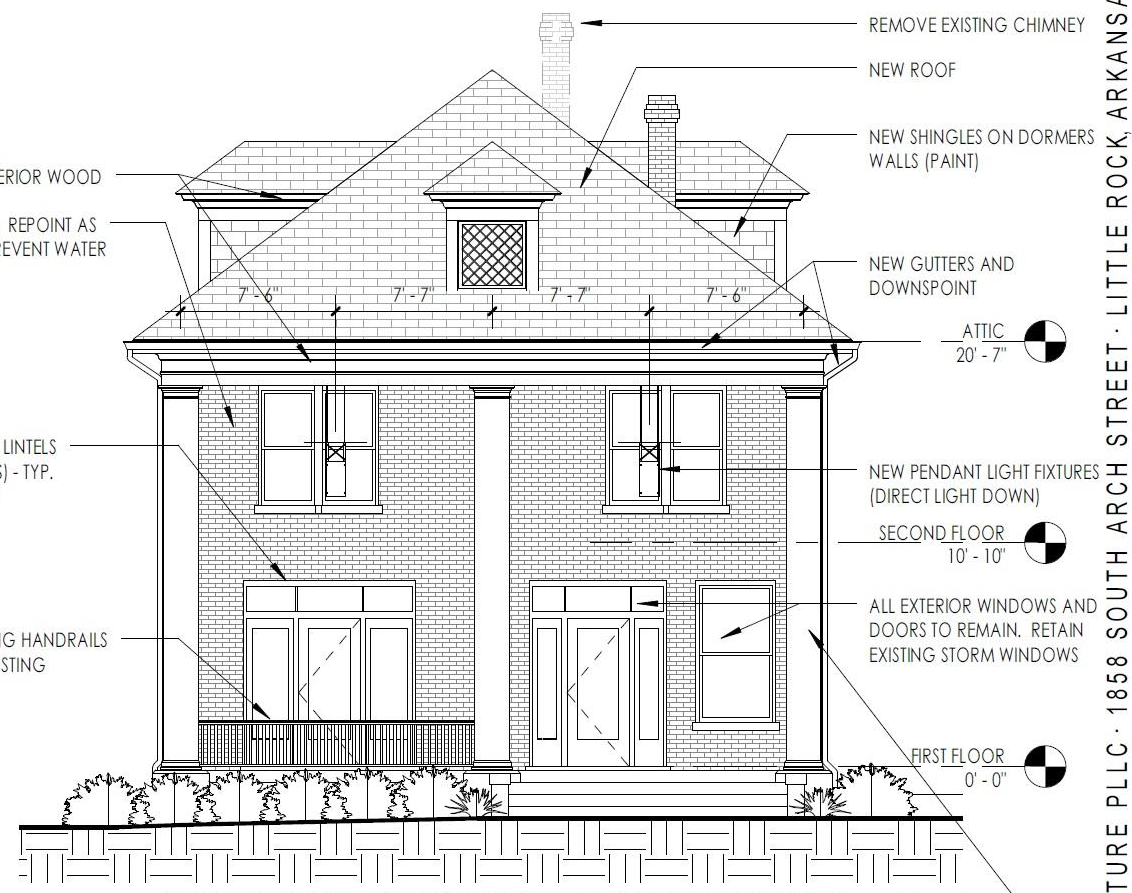 REMOVE EXISTING CHIMNEY
NEW ROOF
NEW SHINGLES ON DORMERS
WALLS (PAINT)
ERIOR WOOD
REPOINT AS
REVENT WATER
NEW GUTTERS AND
DOWNSPOINT
7' - 6"
7' - 7"
7' - 7"
7' - 6"
ATTIC
20' - 7"
LINTELS
S) - TYP.
NEW PENDANT LIGHT FIXTURES
(DIRECT LIGHT DOWN)
SECOND FLOOR
10' - 10"
ALL EXTERIOR WINDOWS AND
DOORS TO REMAIN. RETAIN
EXISTING STORM WINDOWS
NG HANDRAILS
STING
FIRST FLOOR
0' - 0"
TURE PLLC · 1858 SOUTH ARCH STREET · LITTLE ROCK, ARKANSA